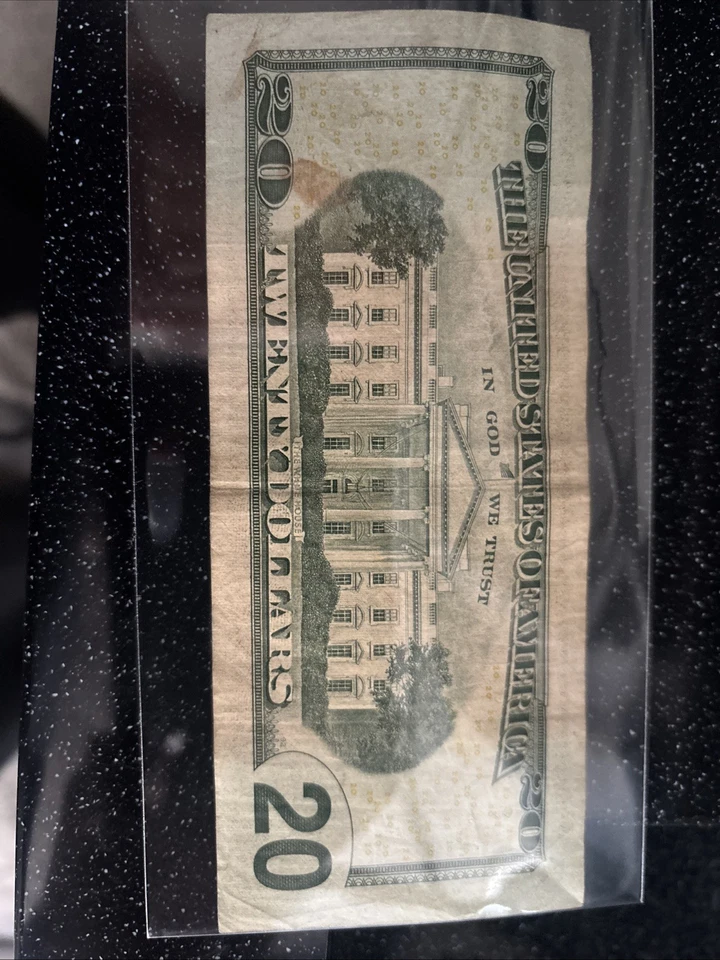 20 20
THE UNITED STATES OF AMERICA
IN GOD WE TRUST
THE WHITE HOUSE
20 TWENTY DOLLARS 20